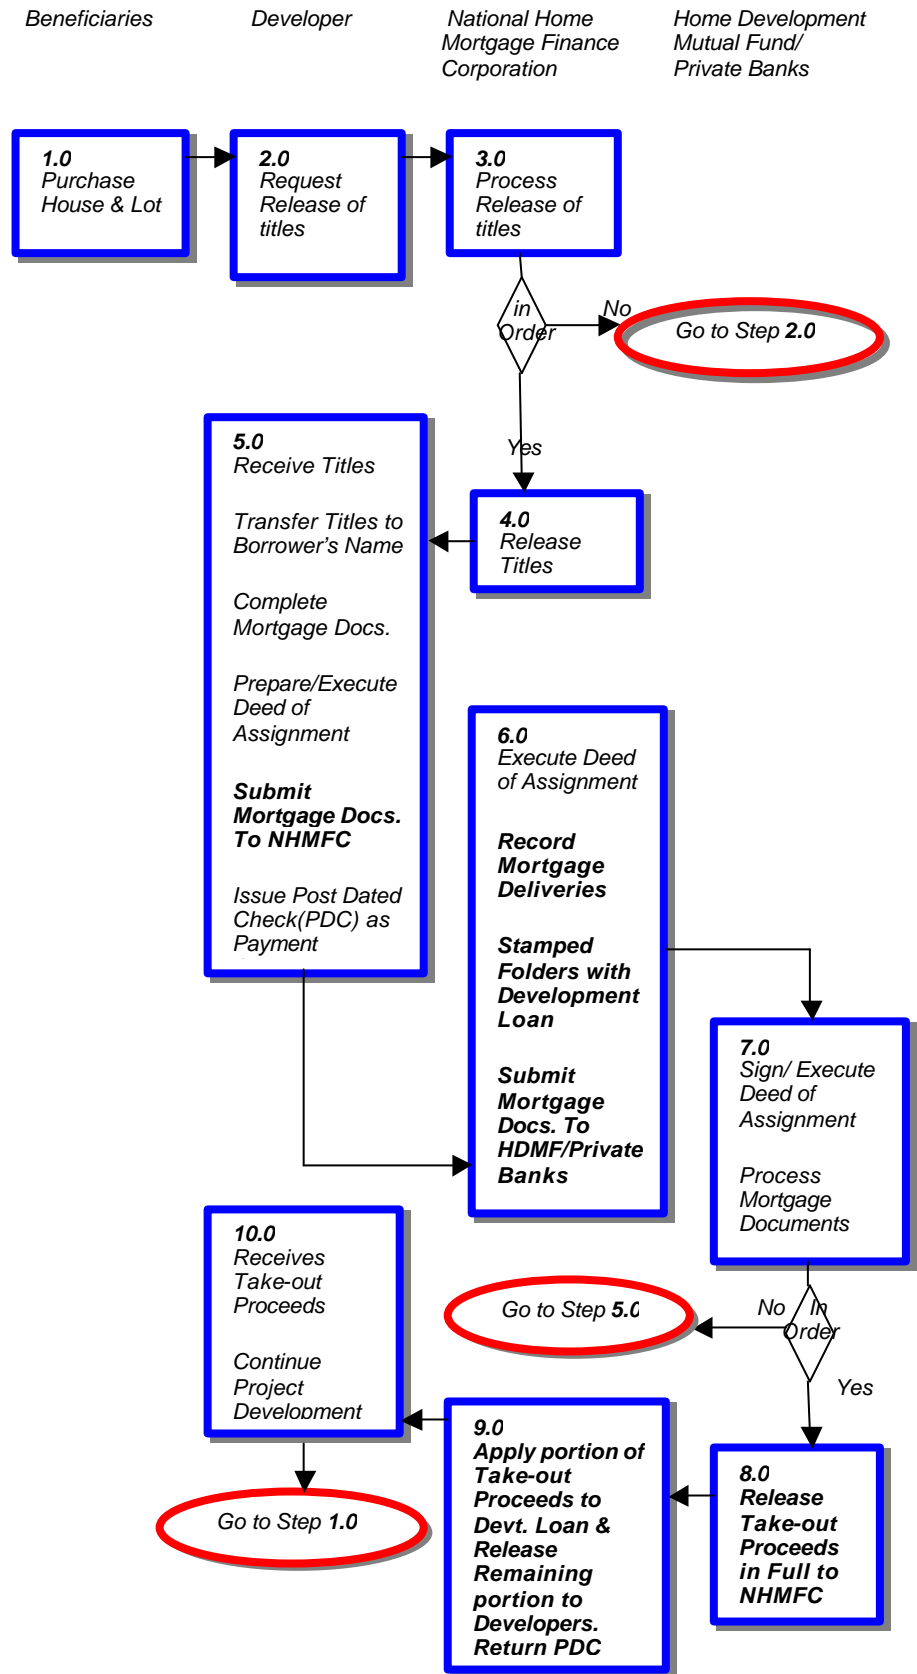 Beneficiaries
Developer
National Home
Mortgage Finance
Corporation
Home Development
Mutual Fund/
Private Banks
1.0
Purchase
House & Lot
2.0
Request
Release of
titles
3.0
Process
Release of
titles
in
Order
No
Go to Step 2.0
Yes
4.0
Release
Titles
5.0
Receive Titles
Transfer Titles to
Borrower's Name
Complete
Mortgage Docs.
Prepare/Execute
Deed of
Assignment
Submit
Mortgage Docs.
To NHMFC
Issue Post Dated
Check(PDC) as
Payment
6.0
Execute Deed
of Assignment
Record
Mortgage
Deliveries
Stamped
Folders with
Development
Loan
Submit
Mortgage
Docs. To
HDMF/Private
Banks
7.0
Sign/ Execute
Deed of
Assignment
Process
Mortgage
Documents
In
Order
No
Go to Step 5.0
Yes
8.0
Release
Take-out
Proceeds
in Full to
NHMFC
9.0
Apply portion of
Take-out
Proceeds to
Devt. Loan &
Release
Remaining
portion to
Developers.
Return PDC
10.0
Receives
Take-out
Proceeds
Continue
Project
Development
Go to Step 1.0